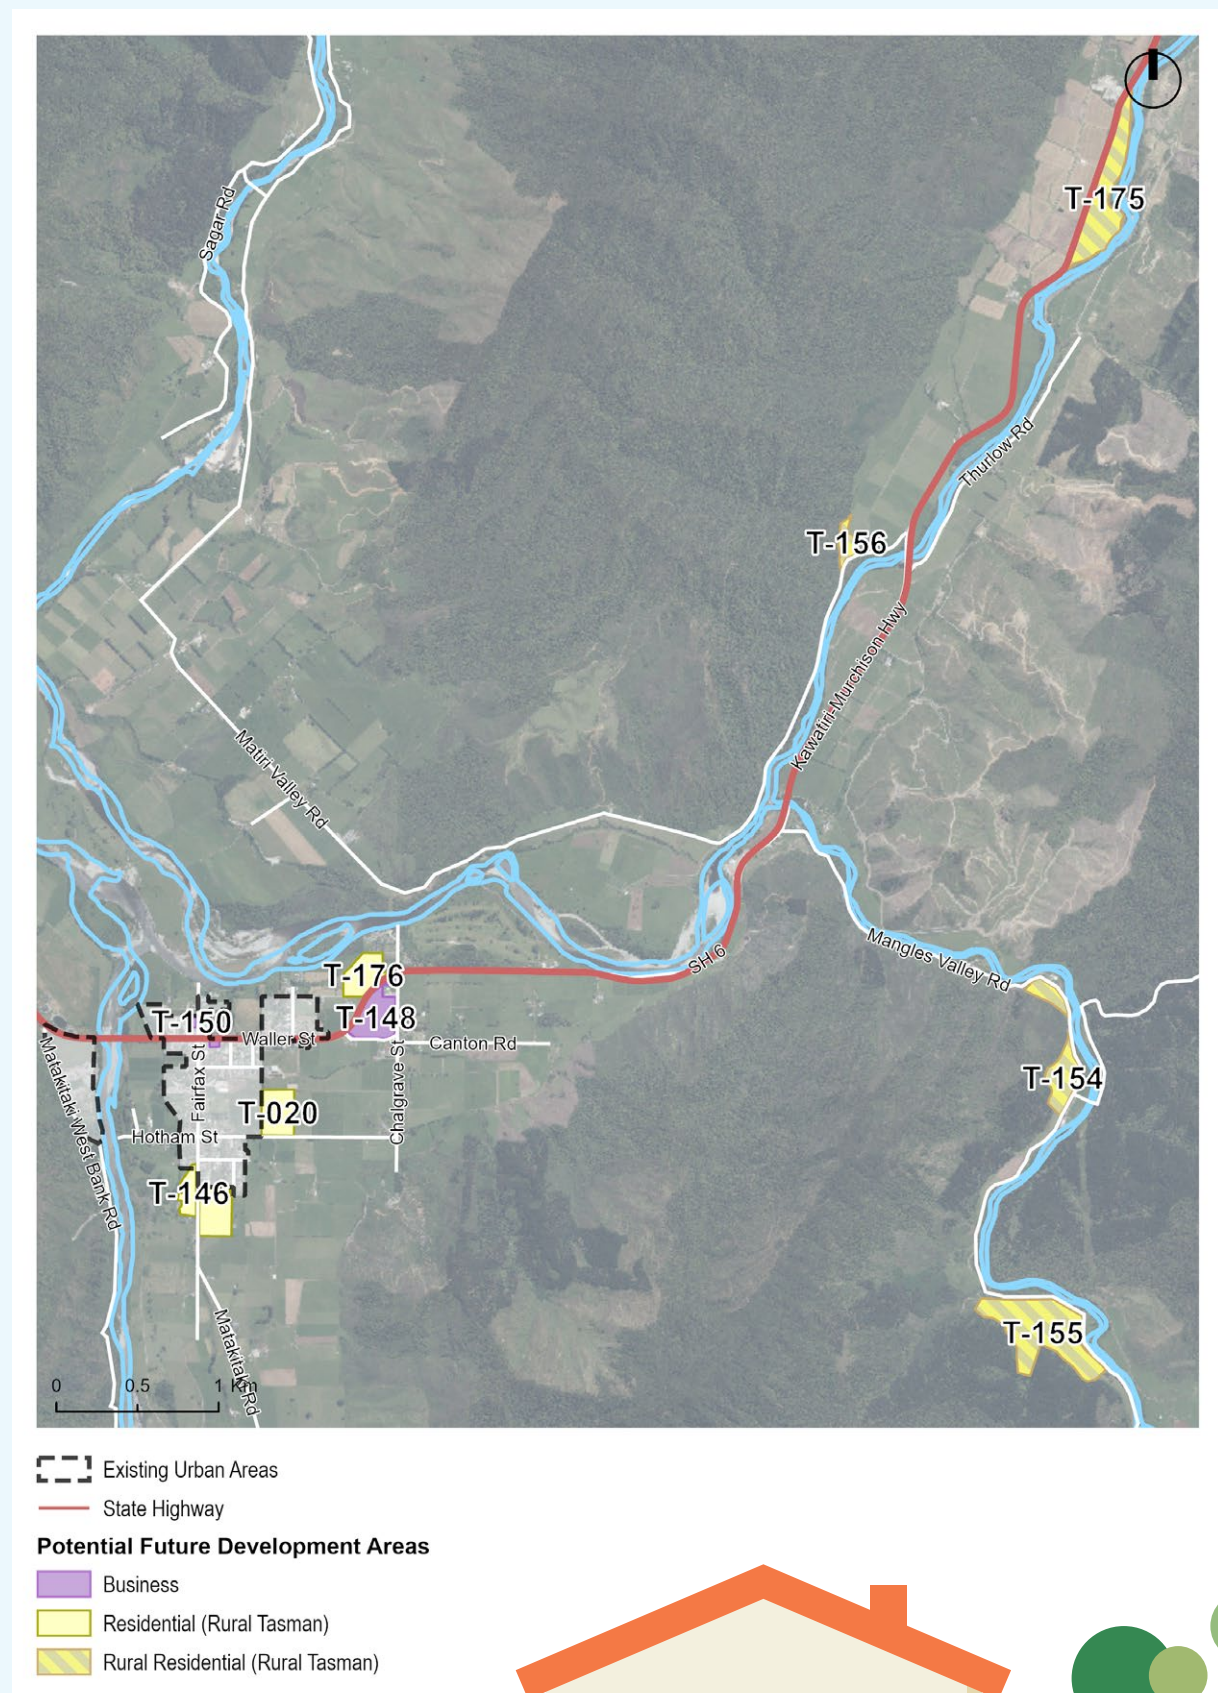 Sagar Rd
T-175
Thurlow Rd
T-156
Kawatiri-Murchison Hwy
Matiri Valley Rd
Mangles Valley Rd
SH 6
T-176
T-148
T-150
Waller St
Canton Rd
Matakitaki West Bank Rd
Fairfax St
Chalgrave St
T-154
T-020
Hotham St
T-146
T-155
Matakitaki Rd
0 0.5 1 Km
Existing Urban Areas
State Highway
Potential Future Development Areas
Business
Residential (Rural Tasman)
Rural Residential (Rural Tasman)